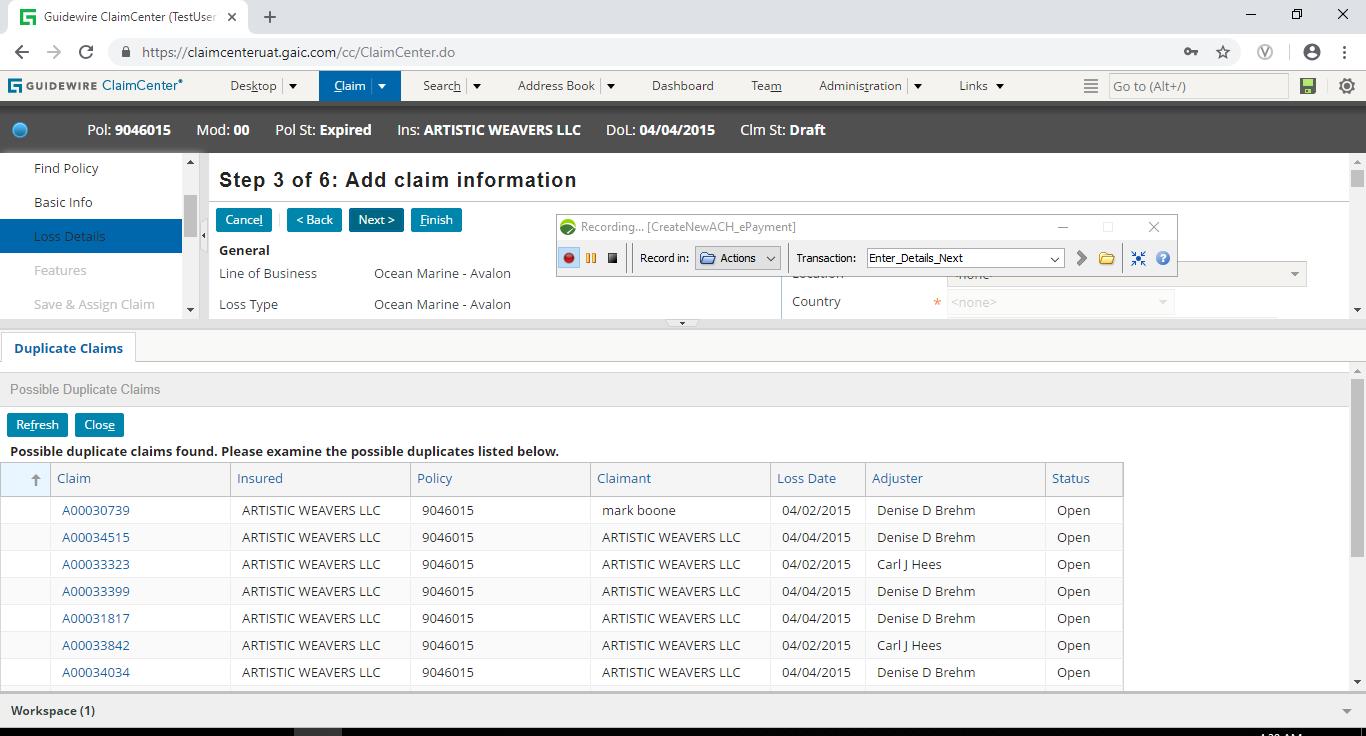 Guidewire ClaimCenter (TestUser
https://claimcenteruat.gaic.com/cc/ClaimCenter.do
GUIDEWIRE ClaimCenter® Desktop Claim Search Address Book Dashboard Team Administration Links Go to (Alt+/)
Pol: 9046015 Mod: 00 Pol St: Expired Ins: ARTISTIC WEAVERS LLC DoL: 04/04/2015 Clm St: Draft
Find Policy
Basic Info
Loss Details
Features
Save & Assign Claim
Step 3 of 6: Add claim information
Cancel < Back Next > Finish
General
Line of Business Ocean Marine - Avalon
Loss Type Ocean Marine - Avalon
Recording... [CreateNewACH_ePayment]
Record in: Actions Transaction: Enter_Details_Next
Location <none>
Country * <none>
Duplicate Claims
Possible Duplicate Claims
Refresh Close
Possible duplicate claims found. Please examine the possible duplicates listed below.
Claim Insured Policy Claimant Loss Date Adjuster Status
A00030739 ARTISTIC WEAVERS LLC 9046015 mark boone 04/02/2015 Denise D Brehm Open
A00034515 ARTISTIC WEAVERS LLC 9046015 ARTISTIC WEAVERS LLC 04/04/2015 Denise D Brehm Open
A00033323 ARTISTIC WEAVERS LLC 9046015 ARTISTIC WEAVERS LLC 04/02/2015 Carl J Hees Open
A00033399 ARTISTIC WEAVERS LLC 9046015 ARTISTIC WEAVERS LLC 04/04/2015 Denise D Brehm Open
A00031817 ARTISTIC WEAVERS LLC 9046015 ARTISTIC WEAVERS LLC 04/04/2015 Denise D Brehm Open
A00033842 ARTISTIC WEAVERS LLC 9046015 ARTISTIC WEAVERS LLC 04/02/2015 Carl J Hees Open
A00034034 ARTISTIC WEAVERS LLC 9046015 ARTISTIC WEAVERS LLC 04/04/2015 Denise D Brehm Open
Workspace (1)